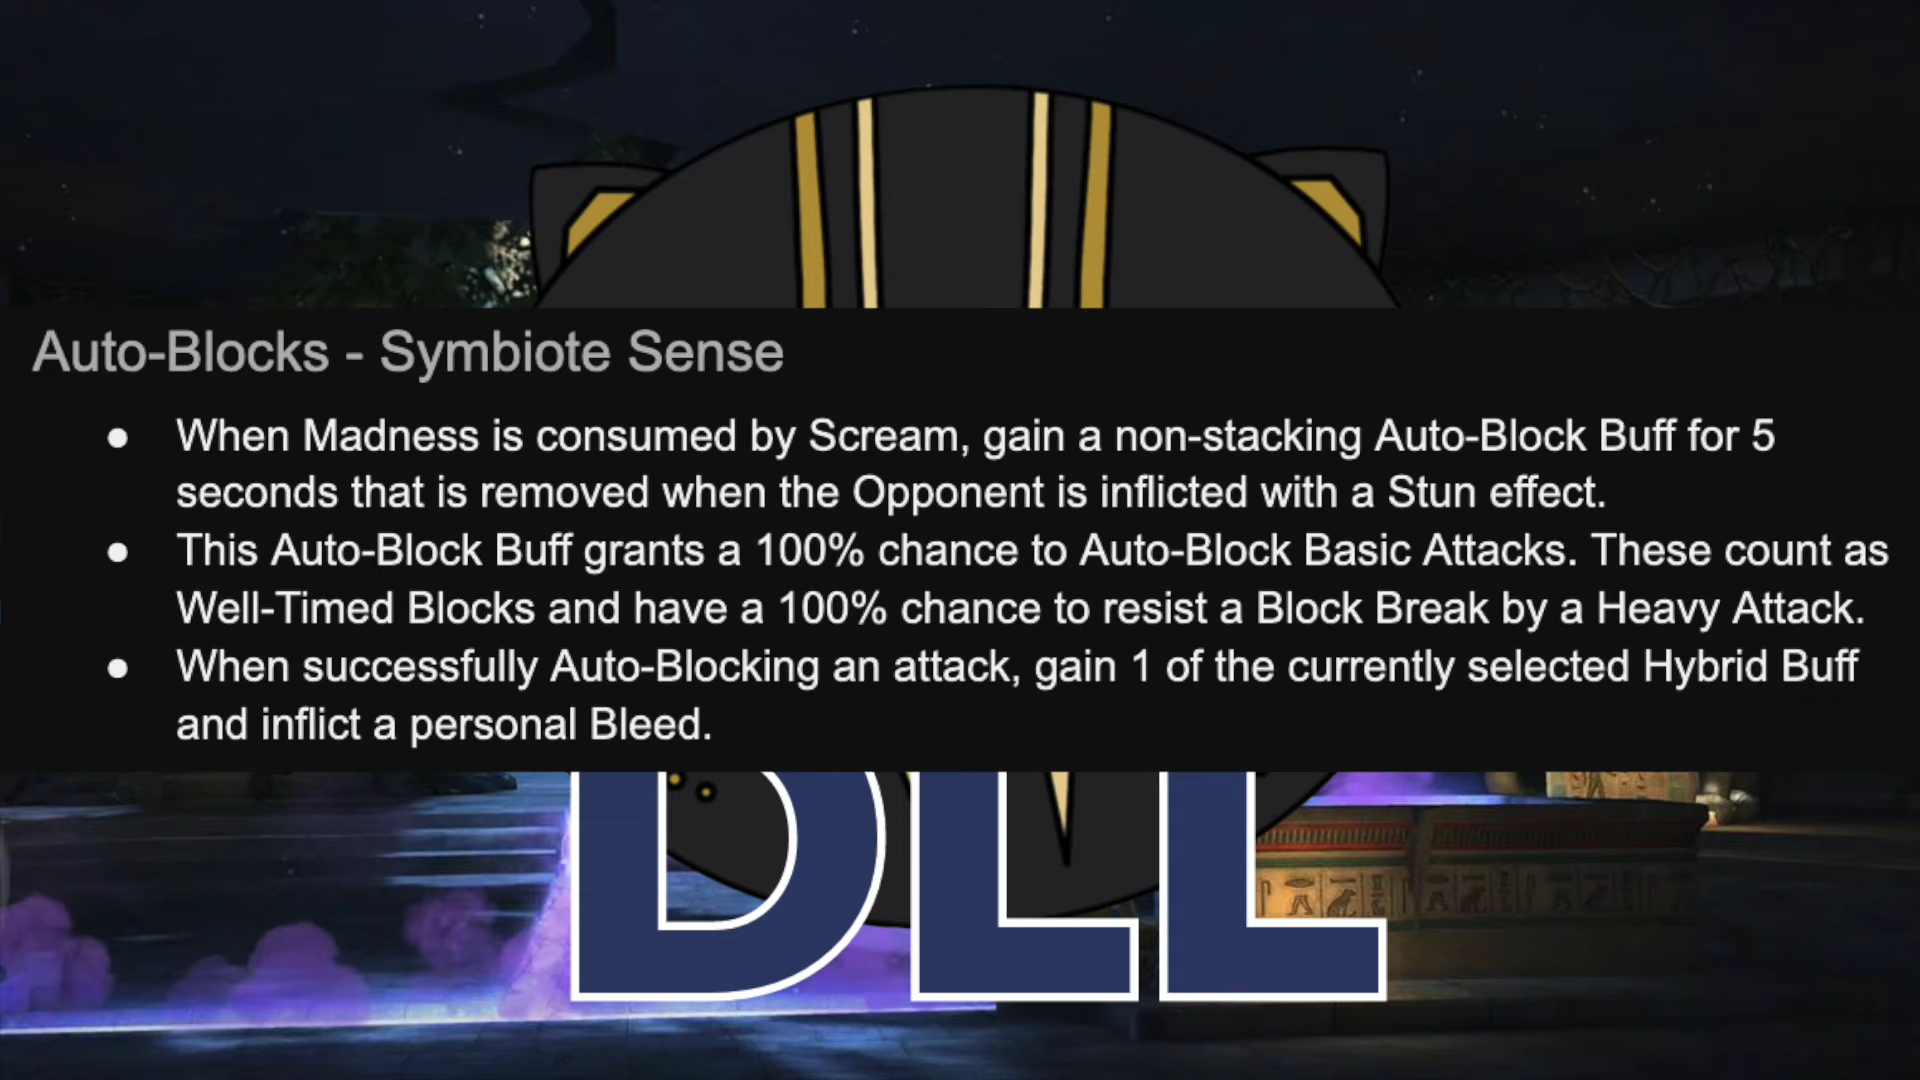 Auto-Blocks - Symbiote Sense
● When Madness is consumed by Scream, gain a non-stacking Auto-Block Buff for 5
seconds that is removed when the Opponent is inflicted with a Stun effect.
● This Auto-Block Buff grants a 100% chance to Auto-Block Basic Attacks. These count as
Well-Timed Blocks and have a 100% chance to resist a Block Break by a Heavy Attack.
● When successfully Auto-Blocking an attack, gain 1 of the currently selected Hybrid Buff
and inflict a personal Bleed.
DLL